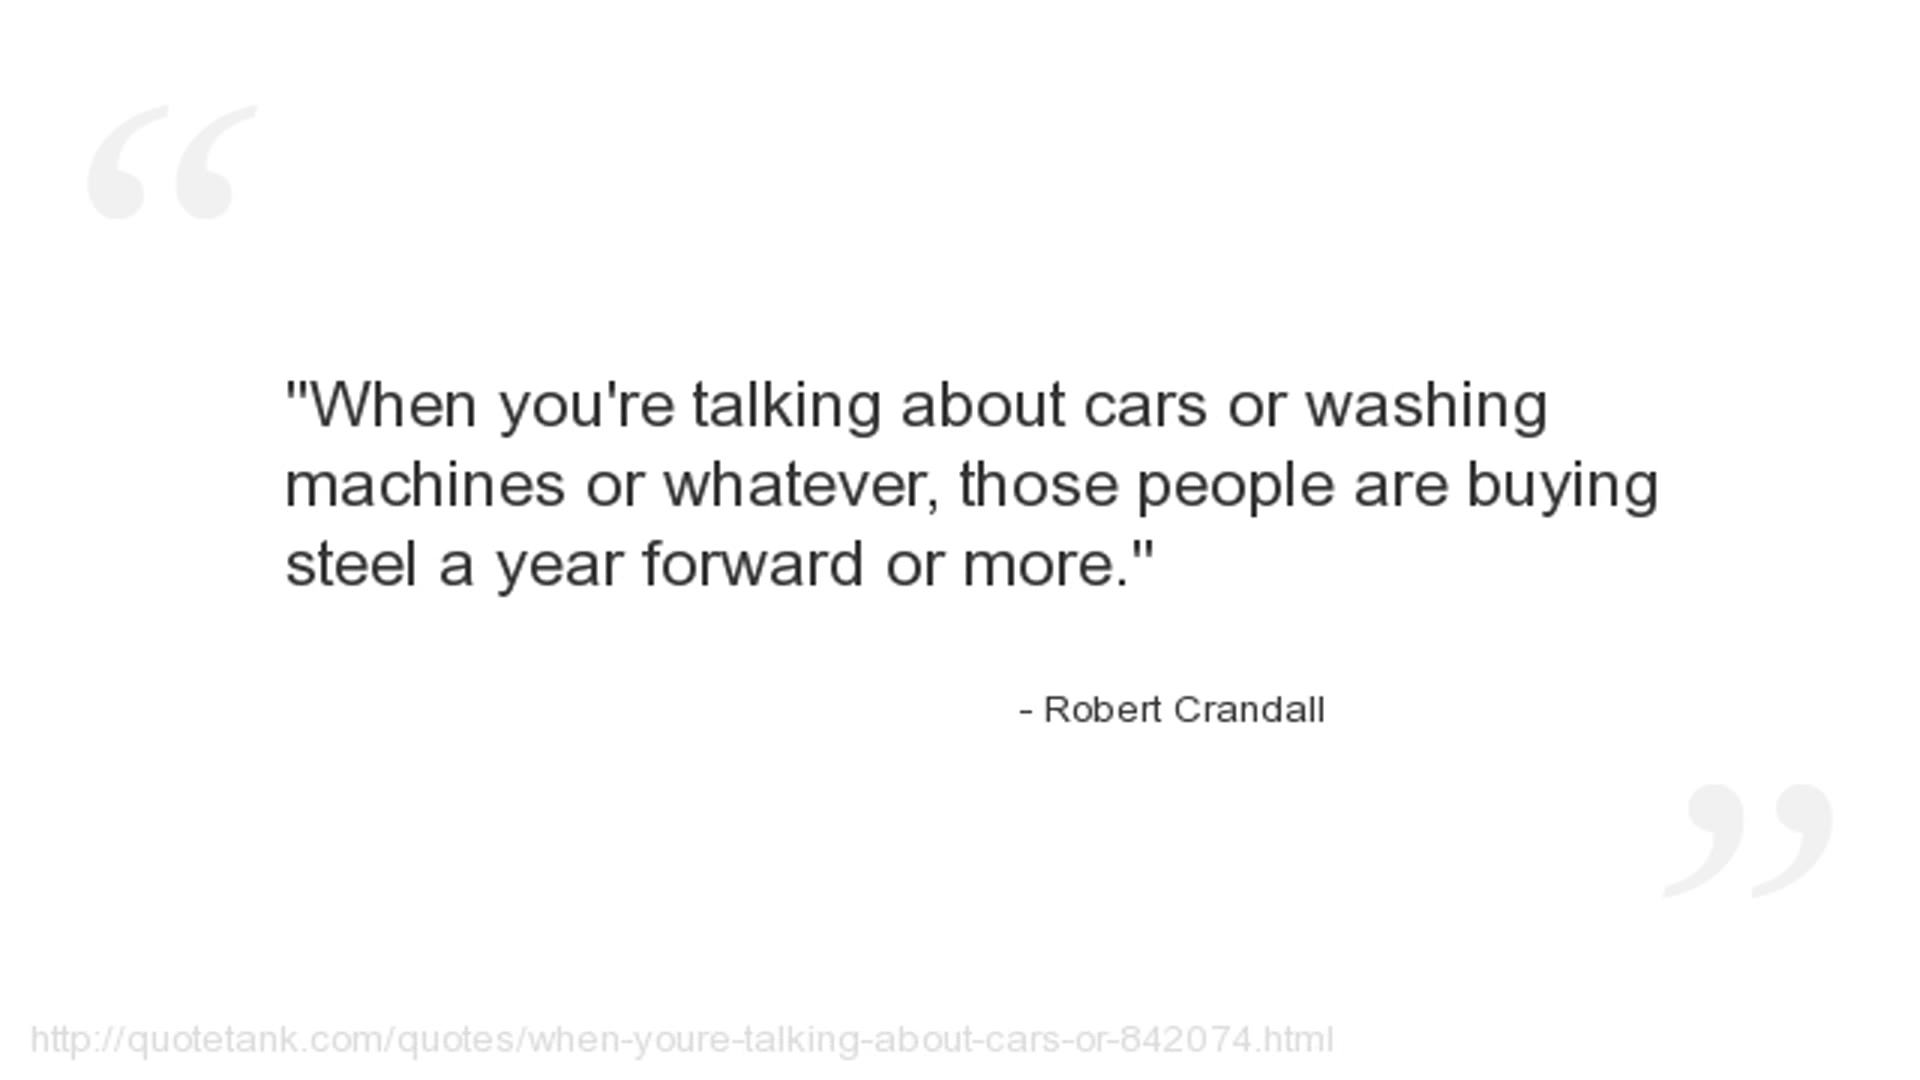 "When you're talking about cars or washing
machines or whatever, those people are buying
steel a year forward or more."
- Robert Crandall
http://quotetank.com/quotes/when-youre-talking-about-cars-or-842074.html